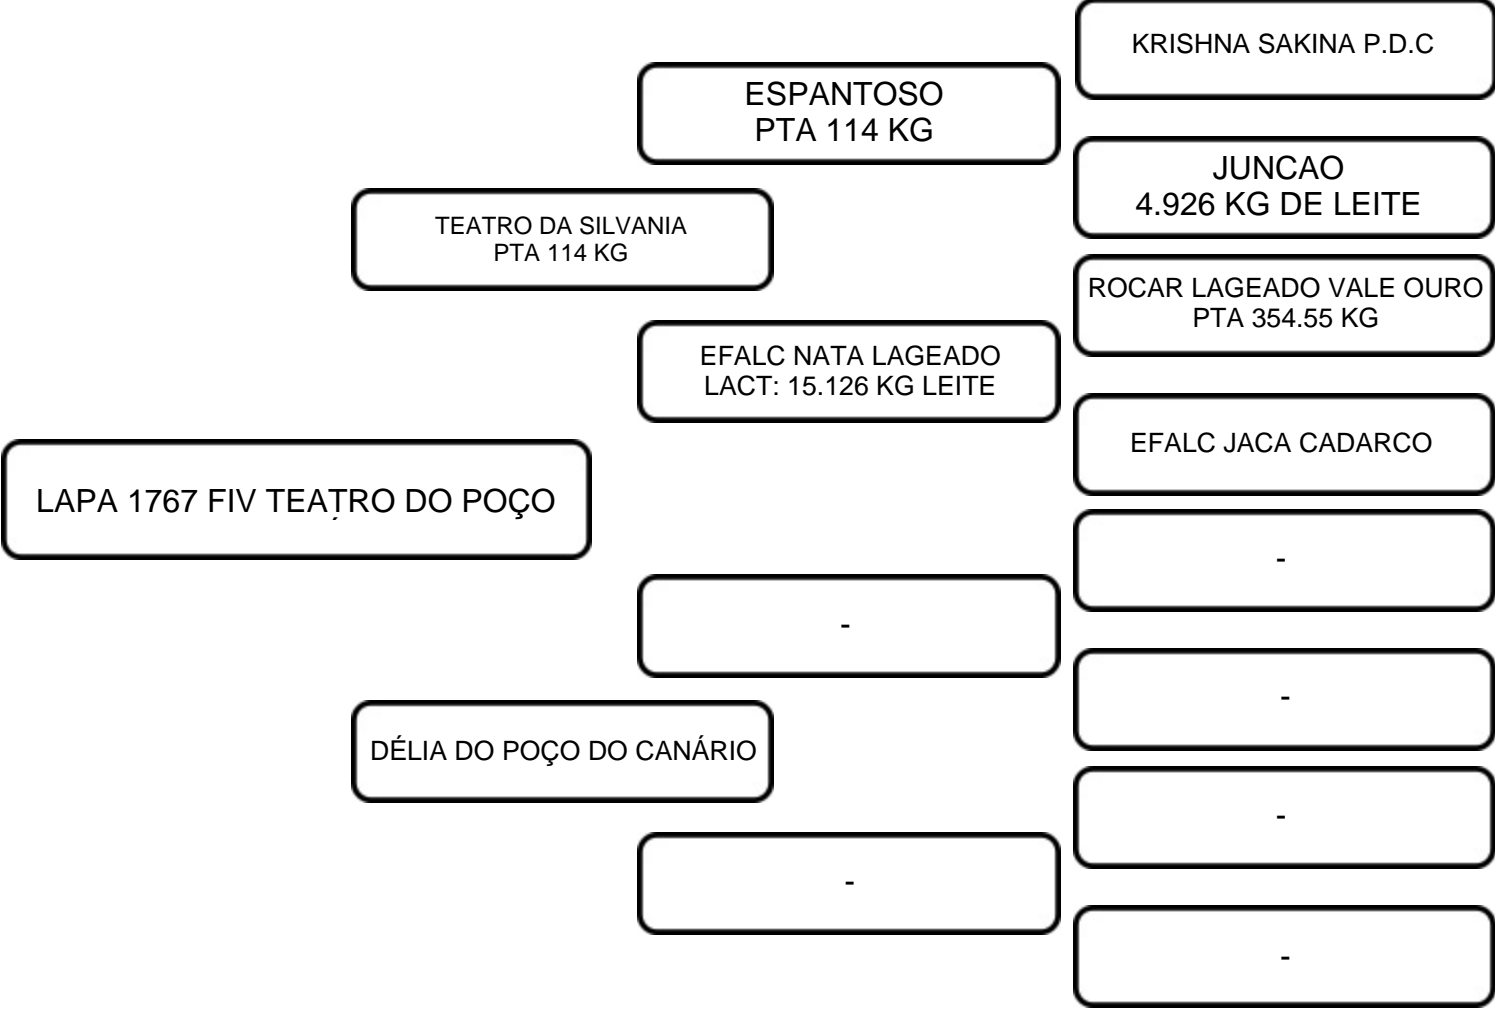 KRISHNA SAKINA P.D.C
ESPANTOSO
PTA 114 KG
JUNCAO
4.926 KG DE LEITE
TEATRO DA SILVANIA
PTA 114 KG
ROCAR LAGEADO VALE OURO
PTA 354.55 KG
EFALC NATA LAGEADO
LACT: 15.126 KG LEITE
EFALC JACA CADARCO
LAPA 1767 FIV TEATRO DO POÇO
-
-
-
DÉLIA DO POÇO DO CANÁRIO
-
-
-